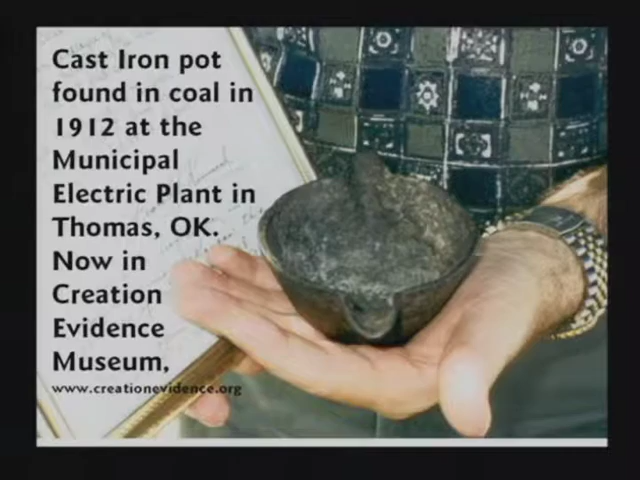 Cast Iron pot
found in coal in
1912 at the
Municipal
Electric Plant in
Thomas, OK.
Now in
Creation
Evidence
Museum,
www.creationevidence.org